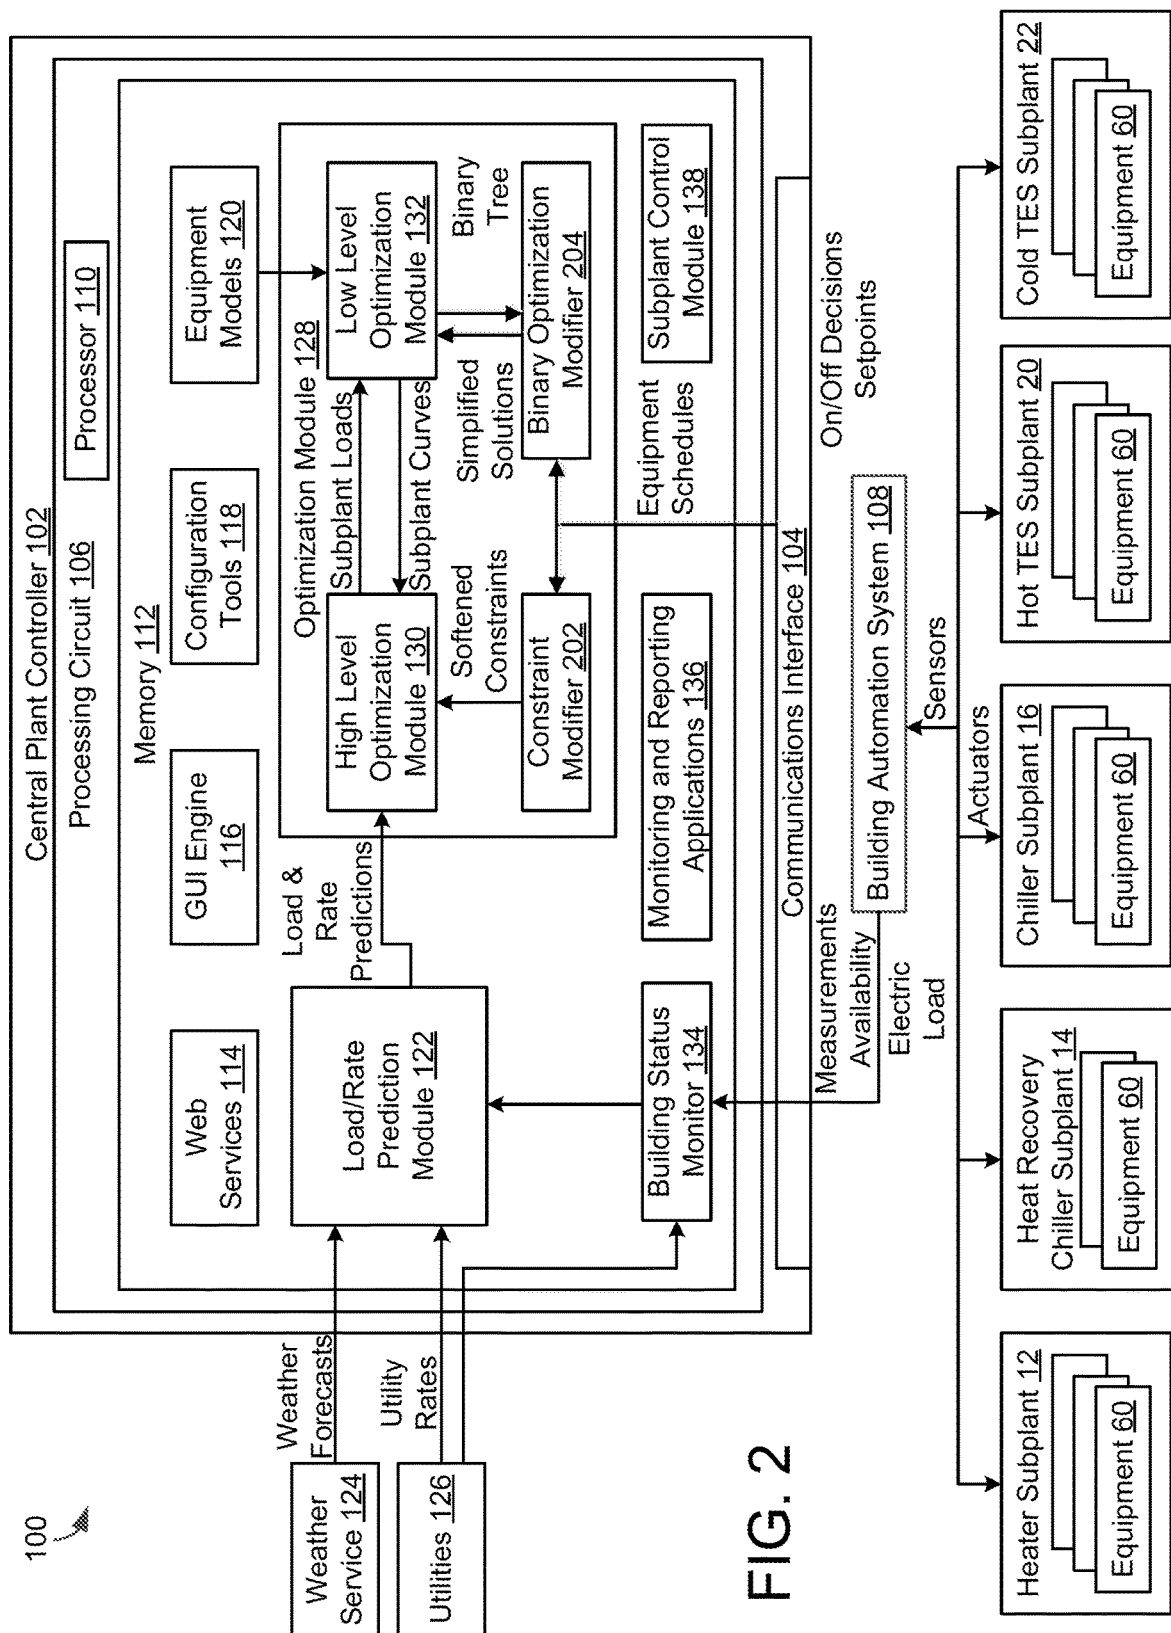 100
Central Plant Controller 102
Processing Circuit 106
Processor 110
Memory 112
Web
Services 114
GUI Engine
116
Configuration
Tools 118
Equipment
Models 120
Weather
Service 124
Weather
Forecasts
Utilities 126
Utility
Rates
Load/Rate
Prediction
Module 122
Load &
Rate
Predictions
Optimization Module 128
High Level
Optimization
Module 130
Subplant Loads
Subplant Curves
Low Level
Optimization
Module 132
Softened
Constraints
Simplified
Solutions
Binary
Tree
Constraint
Modifier 202
Binary Optimization
Modifier 204
Building Status
Monitor 134
Monitoring and Reporting
Applications 136
Equipment
Schedules
Subplant Control
Module 138
Communications Interface 104
Measurements
Availability
Electric
Load
Building Automation System 108
On/Off Decisions
Setpoints
Sensors
Actuators
FIG. 2
Heater Subplant 12
Equipment 60
Heat Recovery
Chiller Subplant 14
Equipment 60
Chiller Subplant 16
Equipment 60
Hot TES Subplant 20
Equipment 60
Cold TES Subplant 22
Equipment 60